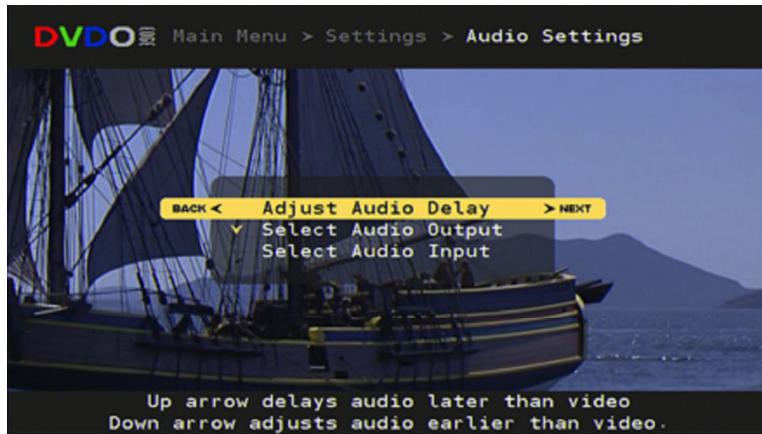 DVDO Main Menu > Settings > Audio Settings
BACK < Adjust Audio Delay > NEXT
Select Audio Output
Select Audio Input
Up arrow delays audio later than video
Down arrow adjusts audio earlier than video.